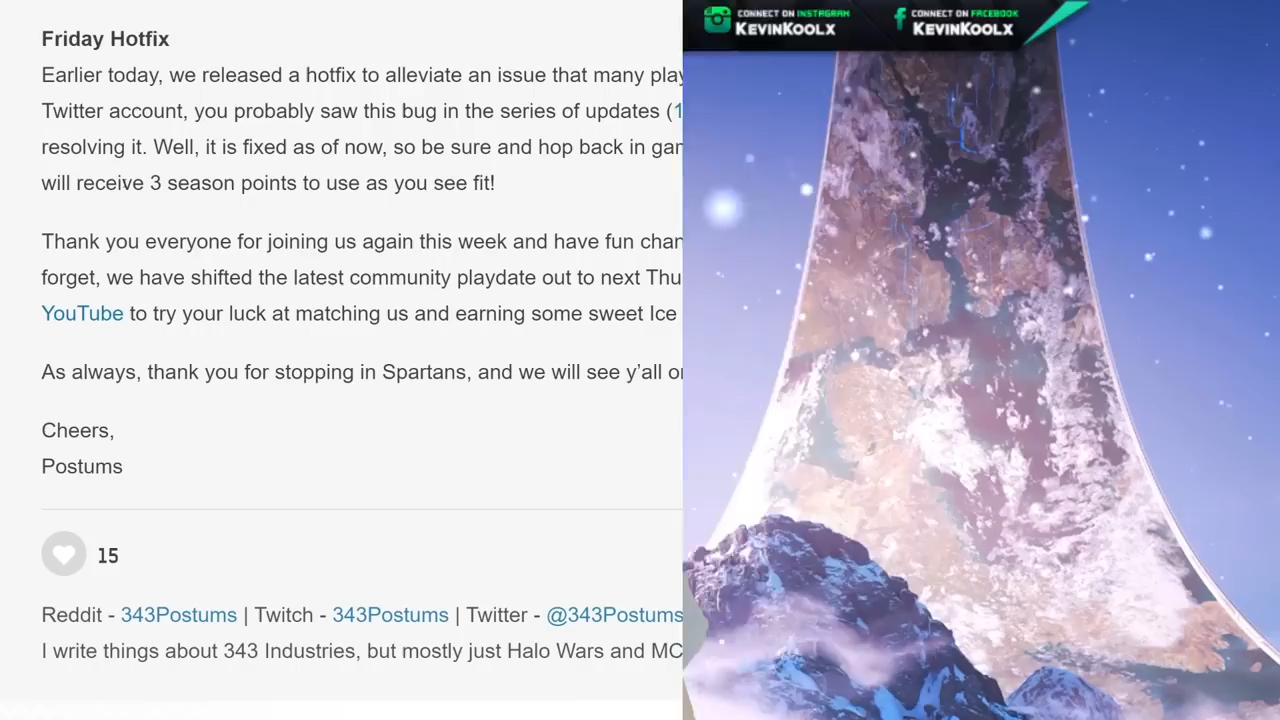 Friday Hotfix
Earlier today, we released a hotfix to alleviate an issue that many play
Twitter account, you probably saw this bug in the series of updates (1
resolving it. Well, it is fixed as of now, so be sure and hop back in gar
will receive 3 season points to use as you see fit!
Thank you everyone for joining us again this week and have fun chan
forget, we have shifted the latest community playdate out to next Thu
YouTube to try your luck at matching us and earning some sweet Ice
As always, thank you for stopping in Spartans, and we will see y’all o
Cheers,
Postums
15
Reddit - 343Postums | Twitch - 343Postums | Twitter - @343Postums
I write things about 343 Industries, but mostly just Halo Wars and MC
CONNECT ON INSTAGRAM
KEVINKOOLX
CONNECT ON FACEBOOK
KEVINKOOLX